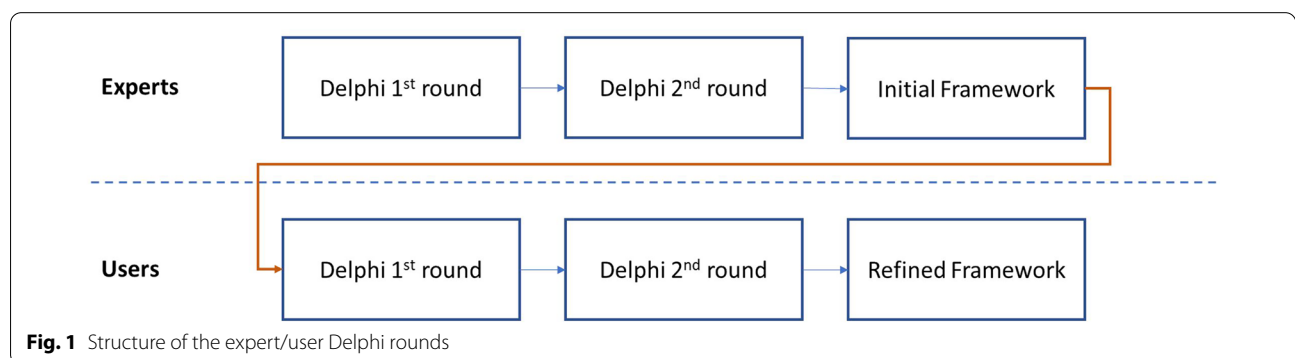 Experts
Delphi 1st round
Delphi 2nd round
Initial Framework
Users
Delphi 1st round
Delphi 2nd round
Refined Framework
Fig. 1 Structure of the expert/user Delphi rounds